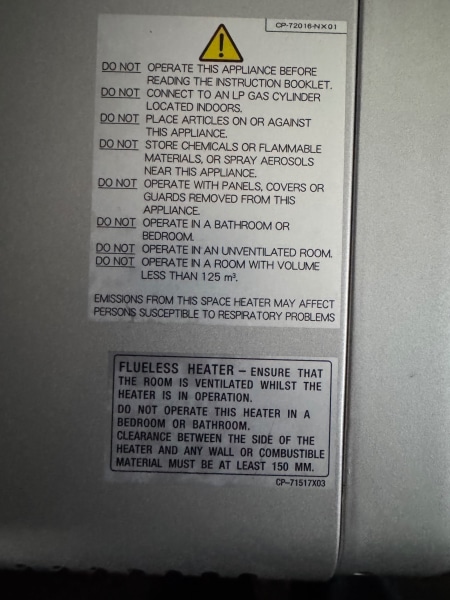 CP-72016-NX01
DO NOT OPERATE THIS APPLIANCE BEFORE
READING THE INSTRUCTION BOOKLET.
DO NOT CONNECT TO AN LP GAS CYLINDER
LOCATED INDOORS.
DO NOT PLACE ARTICLES ON OR AGAINST
THIS APPLIANCE.
DO NOT STORE CHEMICALS OR FLAMMABLE
MATERIALS, OR SPRAY AEROSOLS
NEAR THIS APPLIANCE.
DO NOT OPERATE WITH PANELS, COVERS OR
GUARDS REMOVED FROM THIS
APPLIANCE.
DO NOT OPERATE IN A BATHROOM OR
BEDROOM.
DO NOT OPERATE IN AN UNVENTILATED ROOM.
DO NOT OPERATE IN A ROOM WITH VOLUME
LESS THAN 125 m³.
EMISSIONS FROM THIS SPACE HEATER MAY AFFECT
PERSONS SUSCEPTIBLE TO RESPIRATORY PROBLEMS
FLUELESS HEATER – ENSURE THAT
THE ROOM IS VENTILATED WHILST THE
HEATER IS IN OPERATION.
DO NOT OPERATE THIS HEATER IN A
BEDROOM OR BATHROOM.
CLEARANCE BETWEEN THE SIDE OF THE
HEATER AND ANY WALL OR COMBUSTIBLE
MATERIAL MUST BE AT LEAST 150 MM.
CP-71517X03